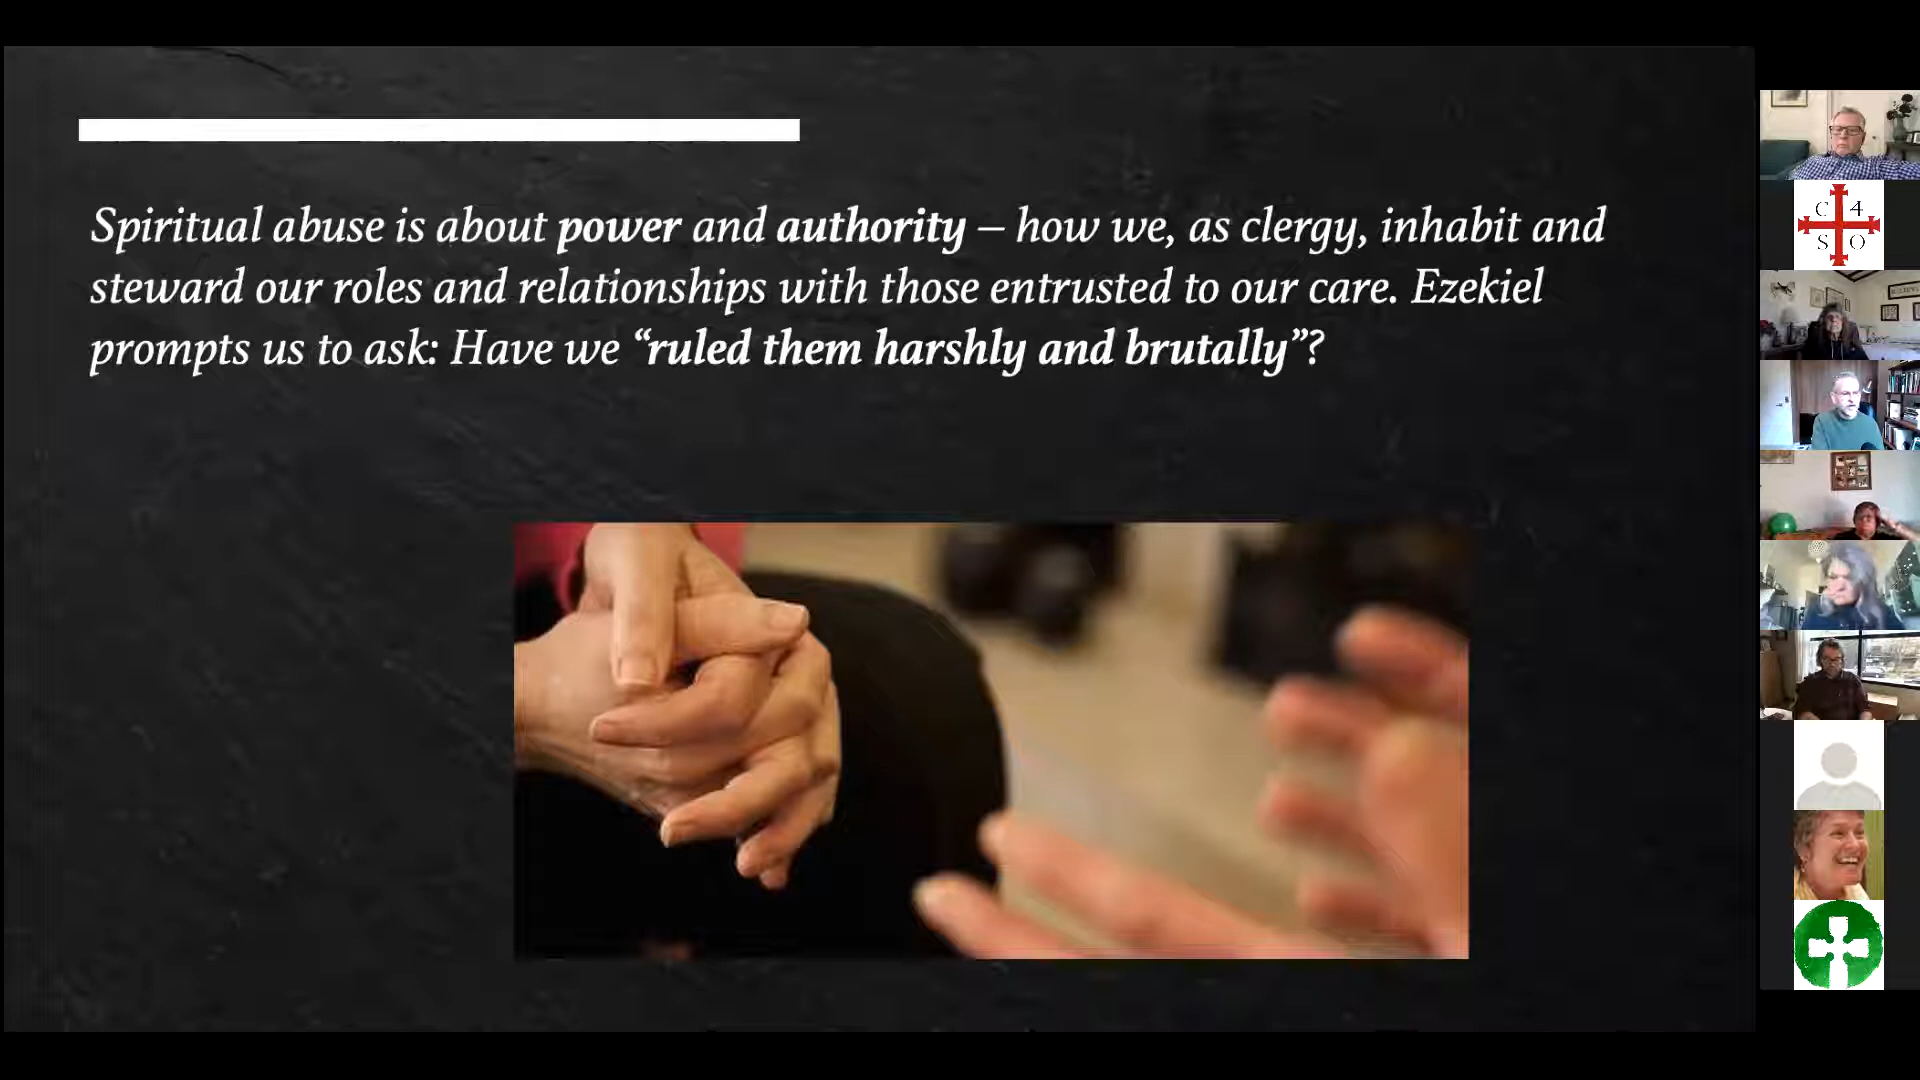 Spiritual abuse is about power and authority – how we, as clergy, inhabit and
steward our roles and relationships with those entrusted to our care. Ezekiel
prompts us to ask: Have we “ruled them harshly and brutally”?
C 4
S O